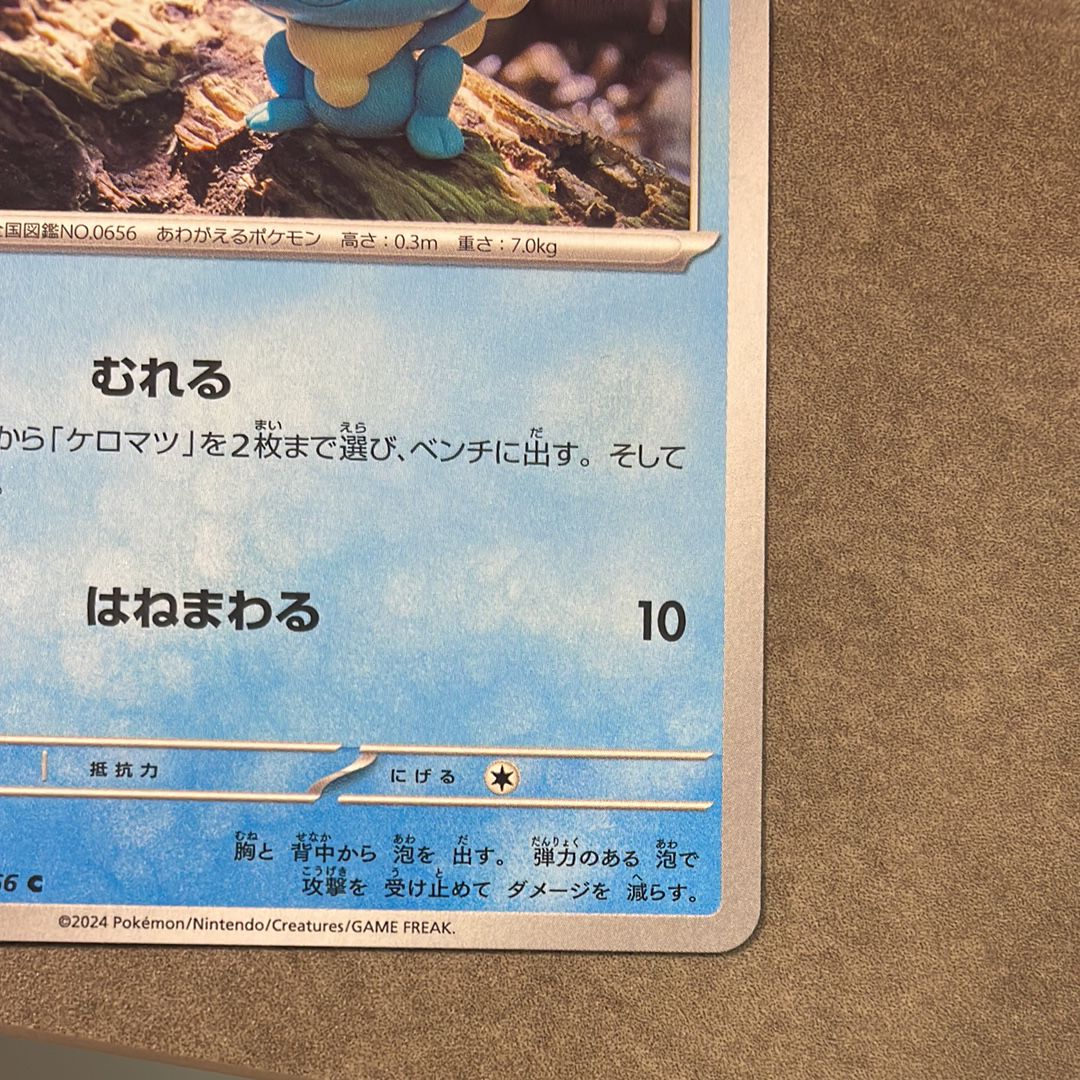 国図鑑NO.0656 あわがえるポケモン 高さ:0.3m 重さ:7.0kg
むれる
から「ケロマツ」を2枚まで選び、ベンチに出す。そして
はねまわる 10
抵抗力 にげる
胸と 背中から 泡を 出す。 弾力のある 泡で
攻撃を 受け止めて ダメージを 減らす。
C
©2024 Pokémon/Nintendo/Creatures/GAME FREAK.